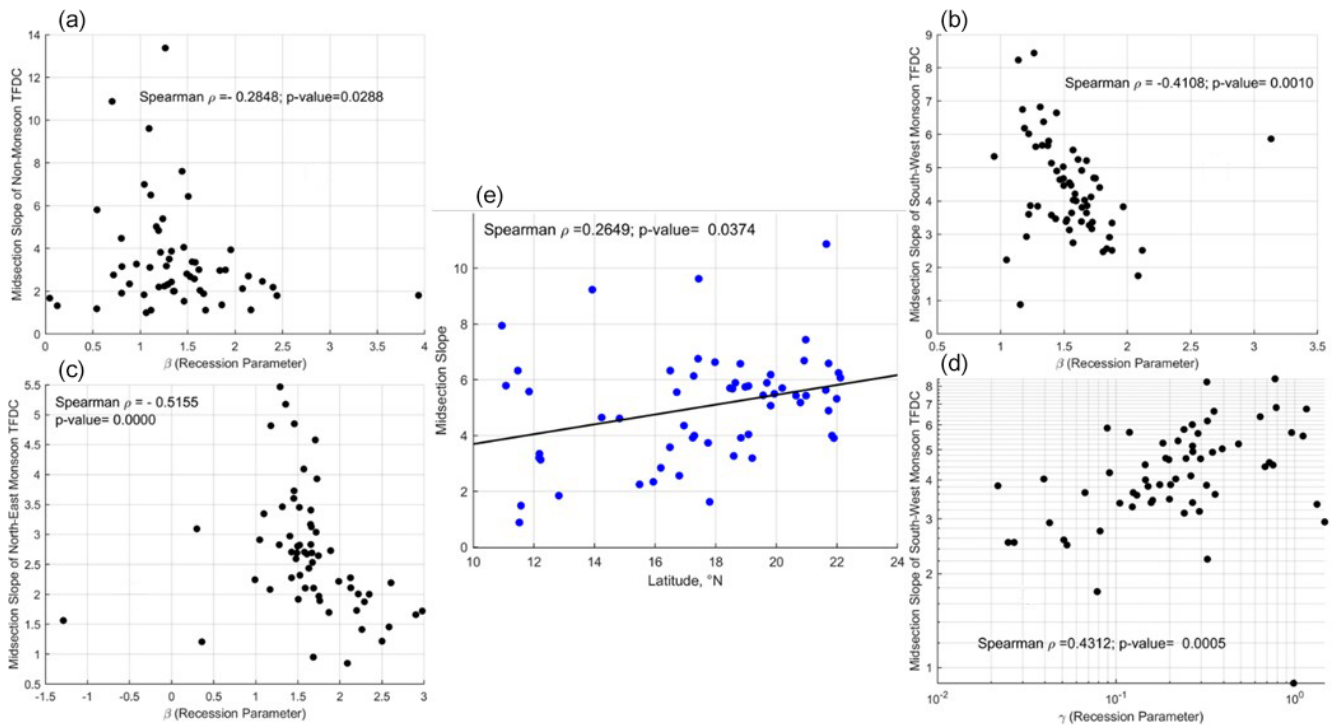 (a)
14
12
10
8
6
4
2
0
Midsection Slope of Non-Monsoon TFDC
Spearman ρ =- 0.2848; p-value=0.0288
0 0.5 1 1.5 2 2.5 3 3.5 4
β (Recession Parameter)
(b)
9
8
7
6
5
4
3
2
1
0
Midsection Slope of South-West Monsoon TFDC
Spearman ρ = -0.4108; p-value= 0.0010
0.5 1 1.5 2 2.5 3 3.5
β (Recession Parameter)
(c)
5.5
5
4.5
4
3.5
3
2.5
2
1.5
1
0.5
Midsection Slope of North-East Monsoon TFDC
Spearman ρ = - 0.5155
p-value= 0.0000
-1.5 -1 -0.5 0 0.5 1 1.5 2 2.5 3
β (Recession Parameter)
(e)
10
8
6
4
2
0
Midsection Slope
Spearman ρ =0.2649; p-value= 0.0374
10 12 14 16 18 20 22 24
Latitude, °N
(d)
8
7
6
5
4
3
2
1
Midsection Slope of South-West Monsoon TFDC
Spearman ρ =0.4312; p-value= 0.0005
10⁻² 10⁻¹ 10⁰
γ (Recession Parameter)